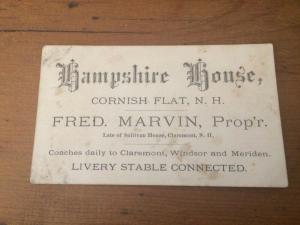 Hampshire House,
CORNISH FLAT, N. H.
FRED. MARVIN, Prop'r.
Late of Sullivan House, Claremont, N. H.
Coaches daily to Claremont, Windsor and Meriden.
LIVERY STABLE CONNECTED.